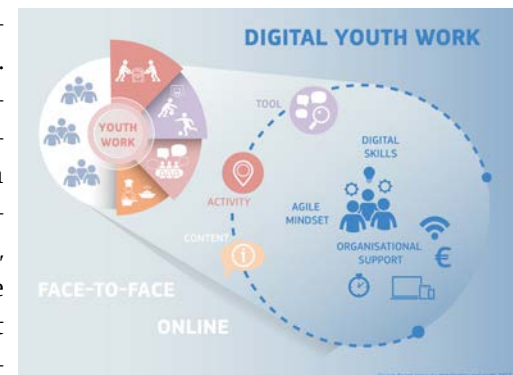 DIGITAL YOUTH WORK
TOOL
YOUTH
WORK
DIGITAL
SKILLS
ACTIVITY
AGILE
MINDSET
CONTENT
ORGANISATIONAL
SUPPORT
€
FACE-TO-FACE
ONLINE